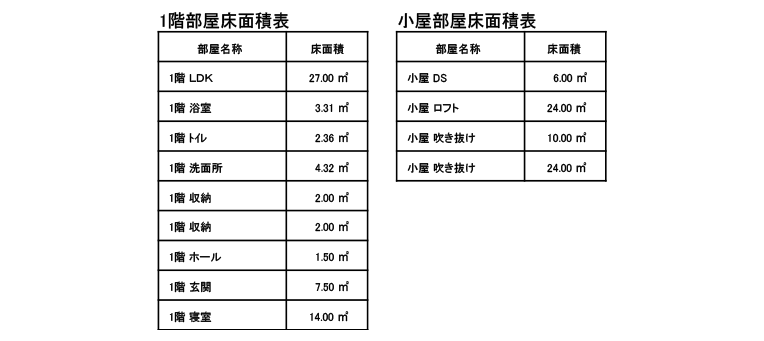 1階部屋床面積表
部屋名称 床面積
1階 LDK 27.00 ㎡
1階 浴室 3.31 ㎡
1階 ﾄｲﾚ 2.36 ㎡
1階 洗面所 4.32 ㎡
1階 収納 2.00 ㎡
1階 収納 2.00 ㎡
1階 ホール 1.50 ㎡
1階 玄関 7.50 ㎡
1階 寝室 14.00 ㎡
小屋部屋床面積表
部屋名称 床面積
小屋 DS 6.00 ㎡
小屋 ロフト 24.00 ㎡
小屋 吹き抜け 10.00 ㎡
小屋 吹き抜け 24.00 ㎡